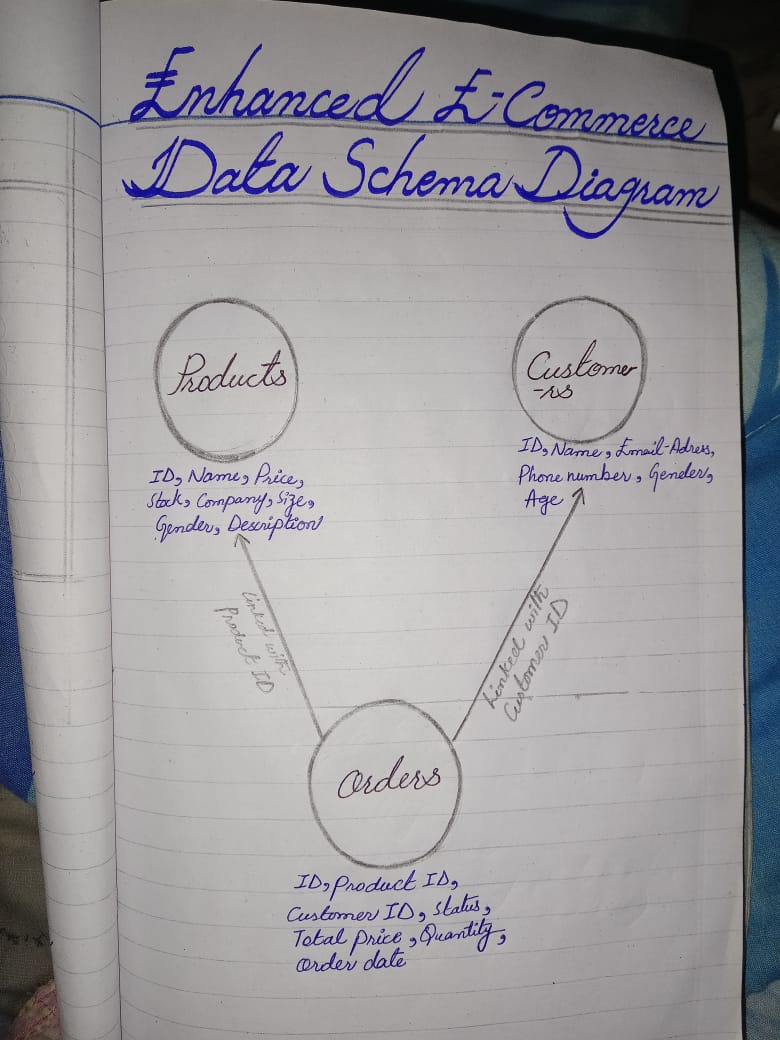 Enhanced E-Commerce
Data Schema Diagram
Products
ID, Name, Price,
Stock, Company, Size,
Gender, Description
Customer
-rs
ID, Name, Email-Adress,
Phone number, Gender,
Age
Linked with
Product ID
Linked with
Customer ID
Orders
ID, Product ID,
Customer ID, Status,
Total Price, Quantity,
Order date